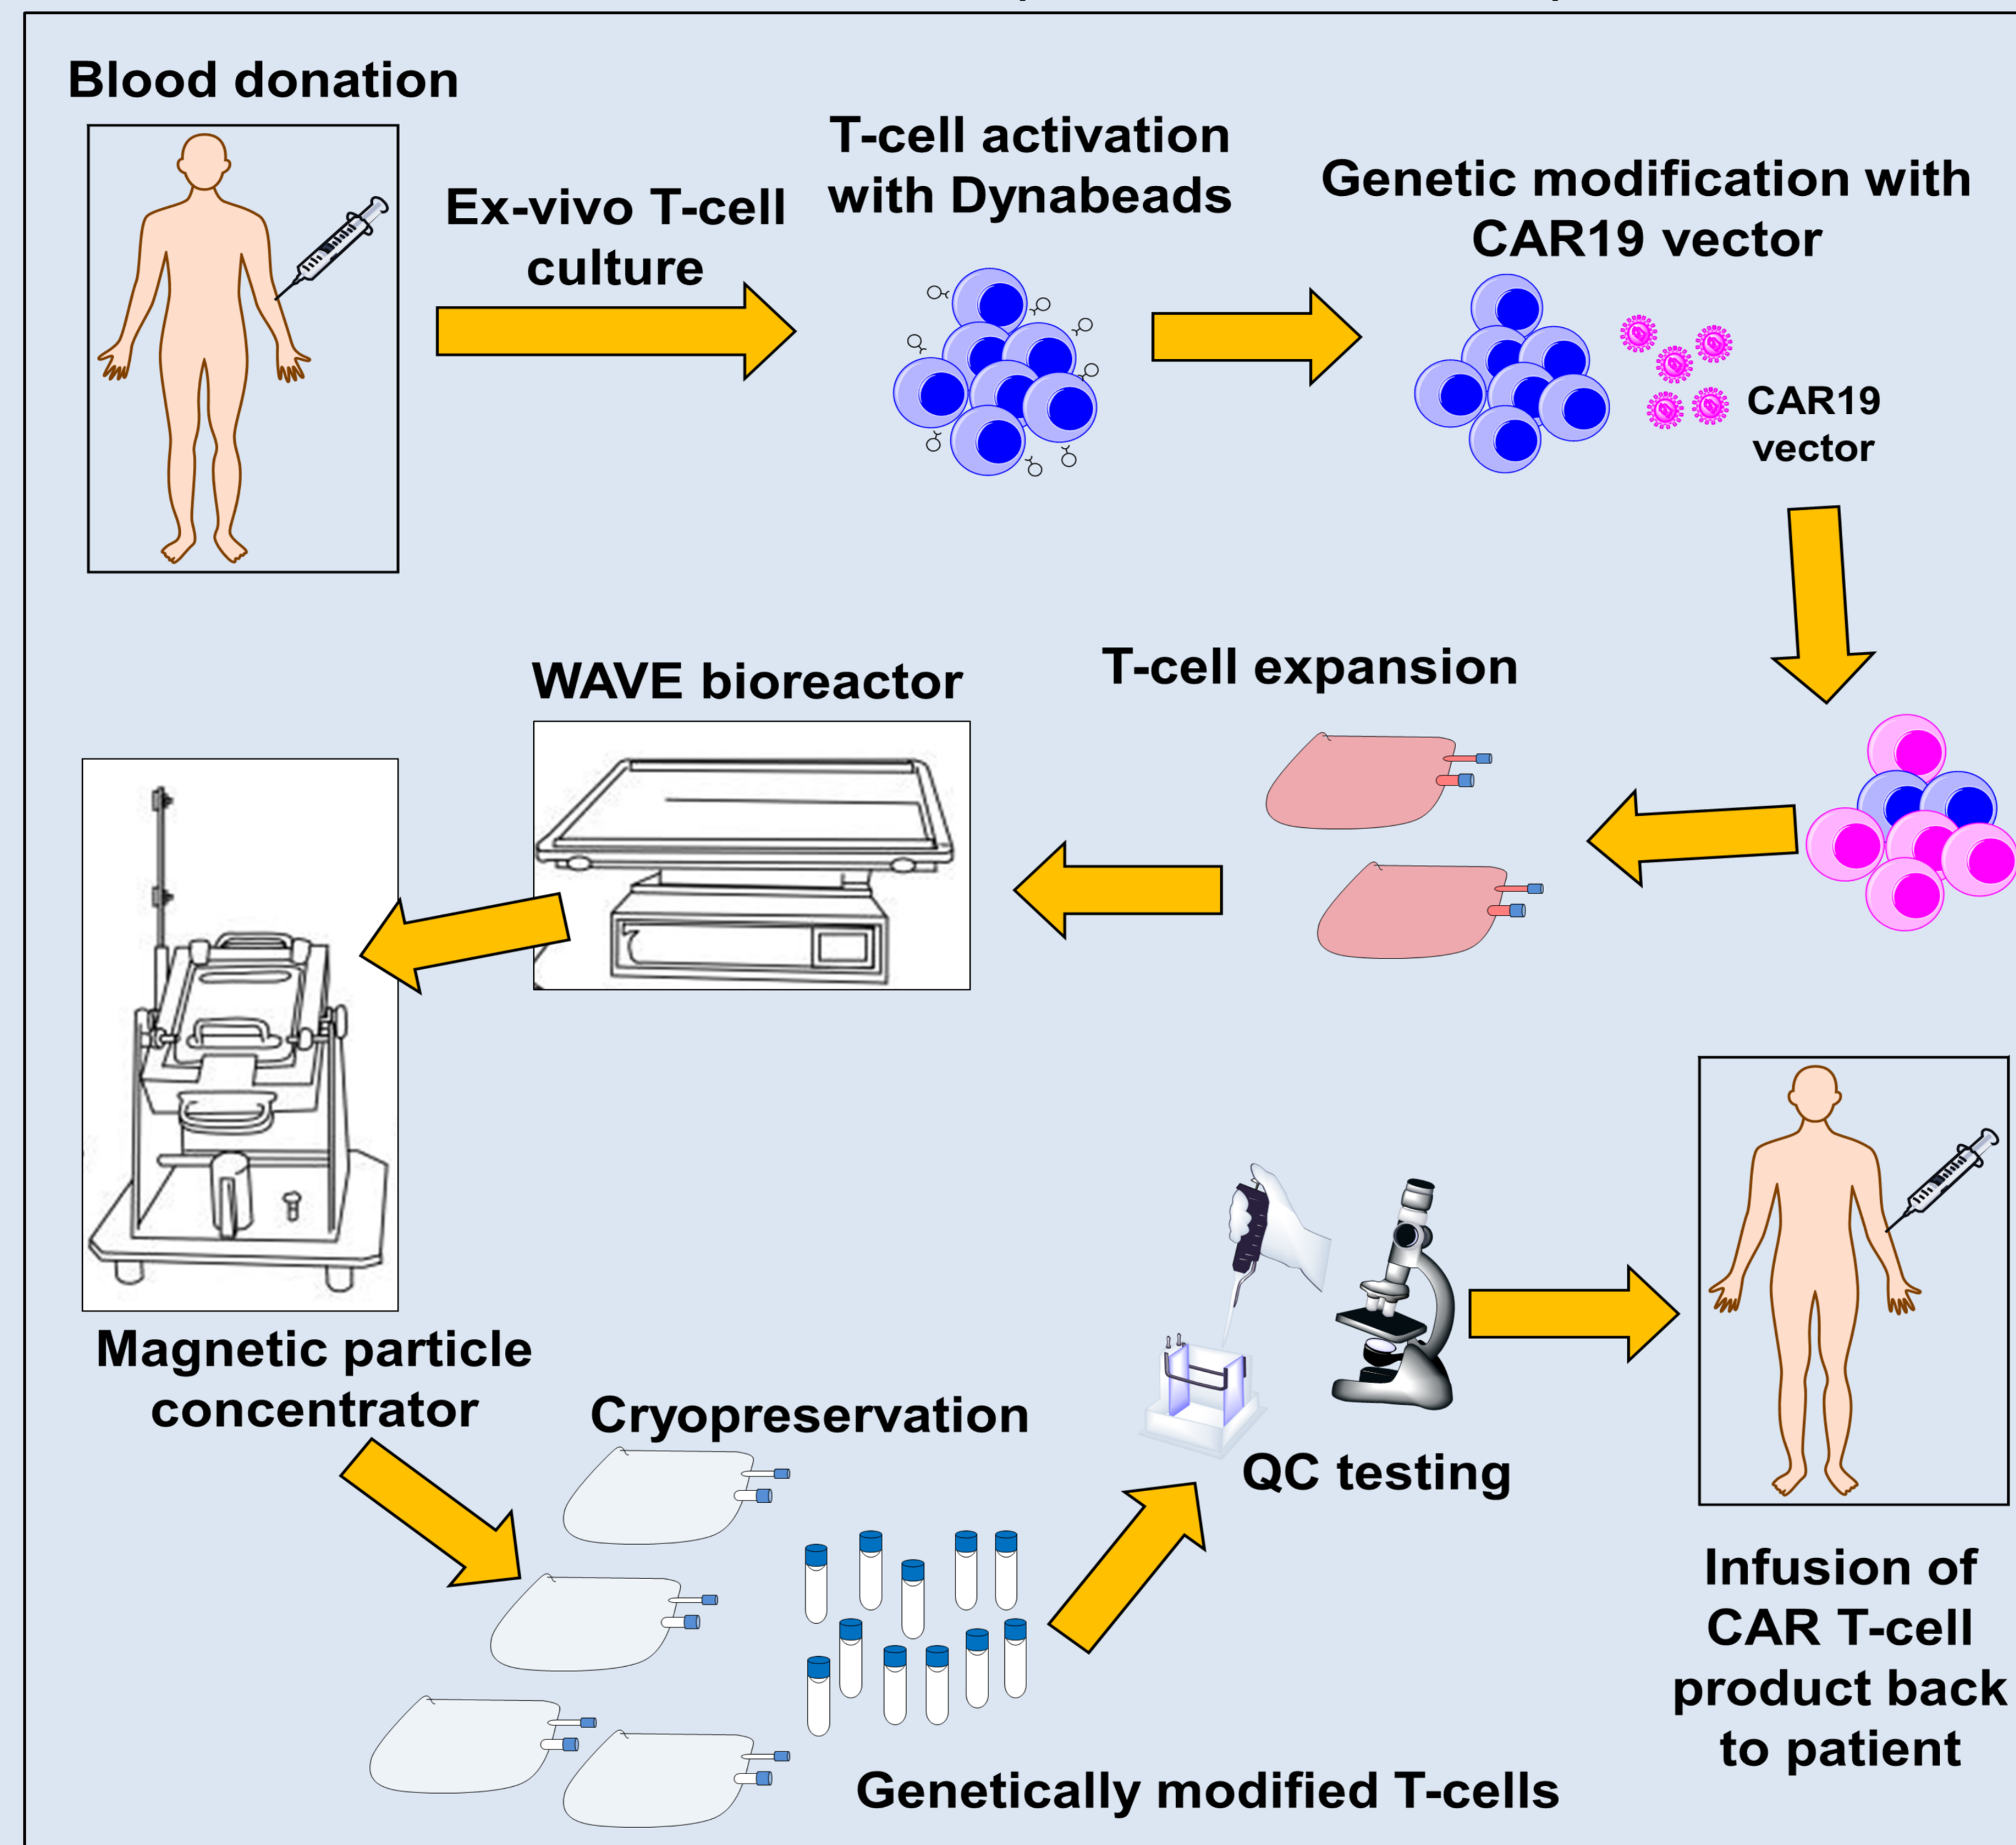 Blood donation
Ex-vivo T-cell
culture
T-cell activation
with Dynabeads
Genetic modification with
CAR19 vector
CAR19
vector
T-cell expansion
WAVE bioreactor
Magnetic particle
concentrator
Cryopreservation
Genetically modified T-cells
QC testing
Infusion of
CAR T-cell
product back
to patient